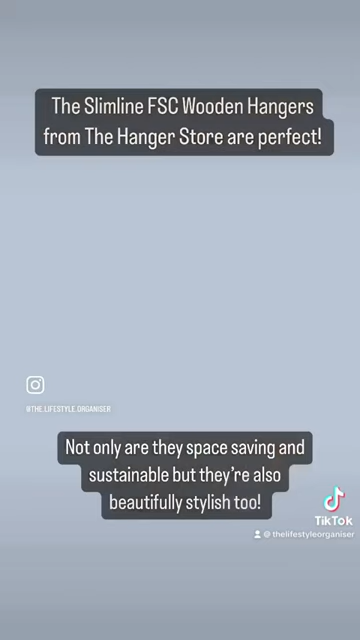 The Slimline FSC Wooden Hangers
from The Hanger Store are perfect!
@THE.LIFESTYLE.ORGANISER
Not only are they space saving and
sustainable but they're also
beautifully stylish too!
TikTok
@ thelifestyleorganiser